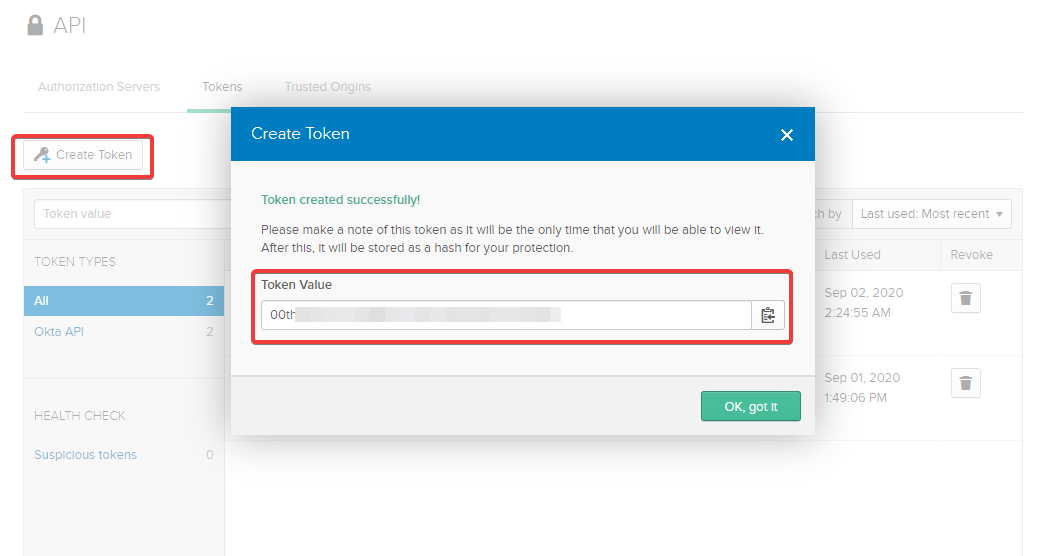 API
Authorization Servers
Tokens
Trusted Origins
Create Token
Token value
ch by
Last used: Most recent
TOKEN TYPES
All 2
Okta API 2
HEALTH CHECK
Suspicious tokens 0
Last Used
Revoke
Sep 02, 2020
2:24:55 AM
Sep 01, 2020
1:49:06 PM
Create Token
Token created successfully!
Please make a note of this token as it will be the only time that you will be able to view it.
After this, it will be stored as a hash for your protection.
Token Value
00th
OK, got it